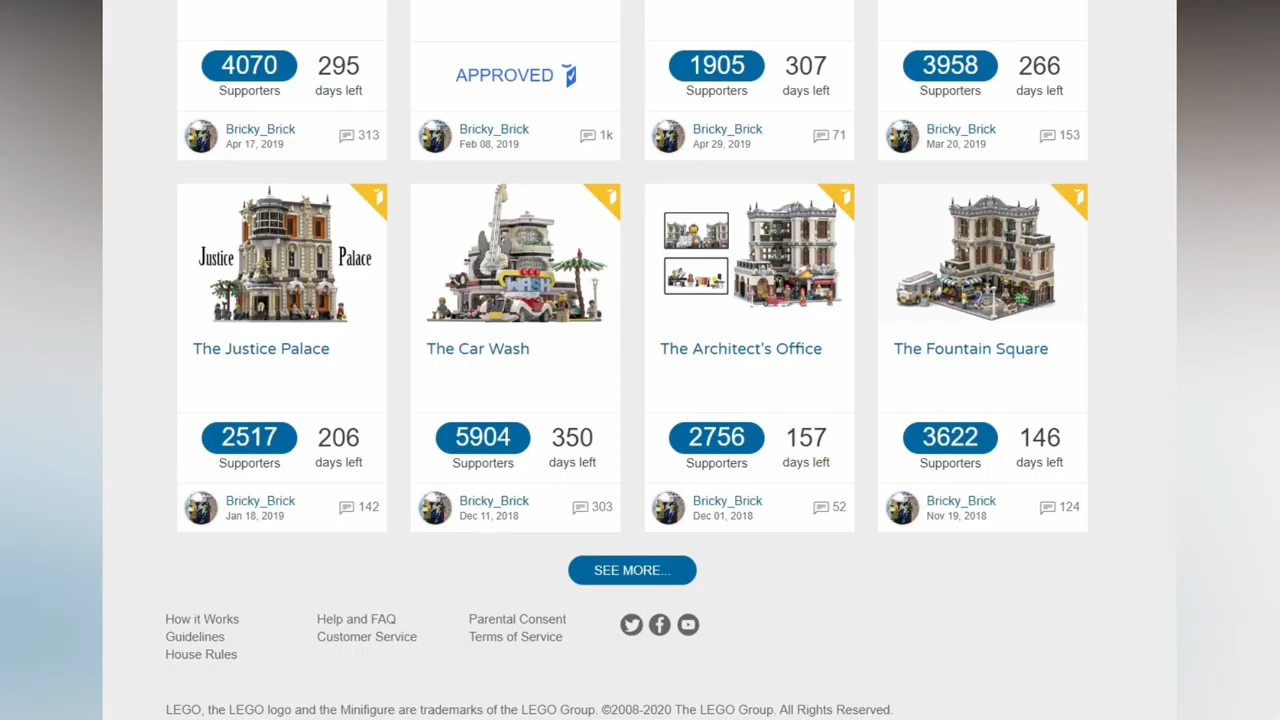 4070 295 1905 307 3958 266
Supporters days left APPROVED Supporters days left Supporters days left
Bricky_Brick 313 Bricky_Brick 1k Bricky_Brick 71 Bricky_Brick 153
Apr 17, 2019 Feb 08, 2019 Apr 29, 2019 Mar 20, 2019
Justice Palace
WASH
The Justice Palace The Car Wash The Architect's Office The Fountain Square
2517 206 5904 350 2756 157 3622 146
Supporters days left Supporters days left Supporters days left Supporters days left
Bricky_Brick 142 Bricky_Brick 303 Bricky_Brick 52 Bricky_Brick 124
Jan 18, 2019 Dec 11, 2018 Dec 01, 2018 Nov 19, 2018
SEE MORE...
How it Works Help and FAQ Parental Consent
Guidelines Customer Service Terms of Service
House Rules
LEGO, the LEGO logo and the Minifigure are trademarks of the LEGO Group. ©2008-2020 The LEGO Group. All Rights Reserved.